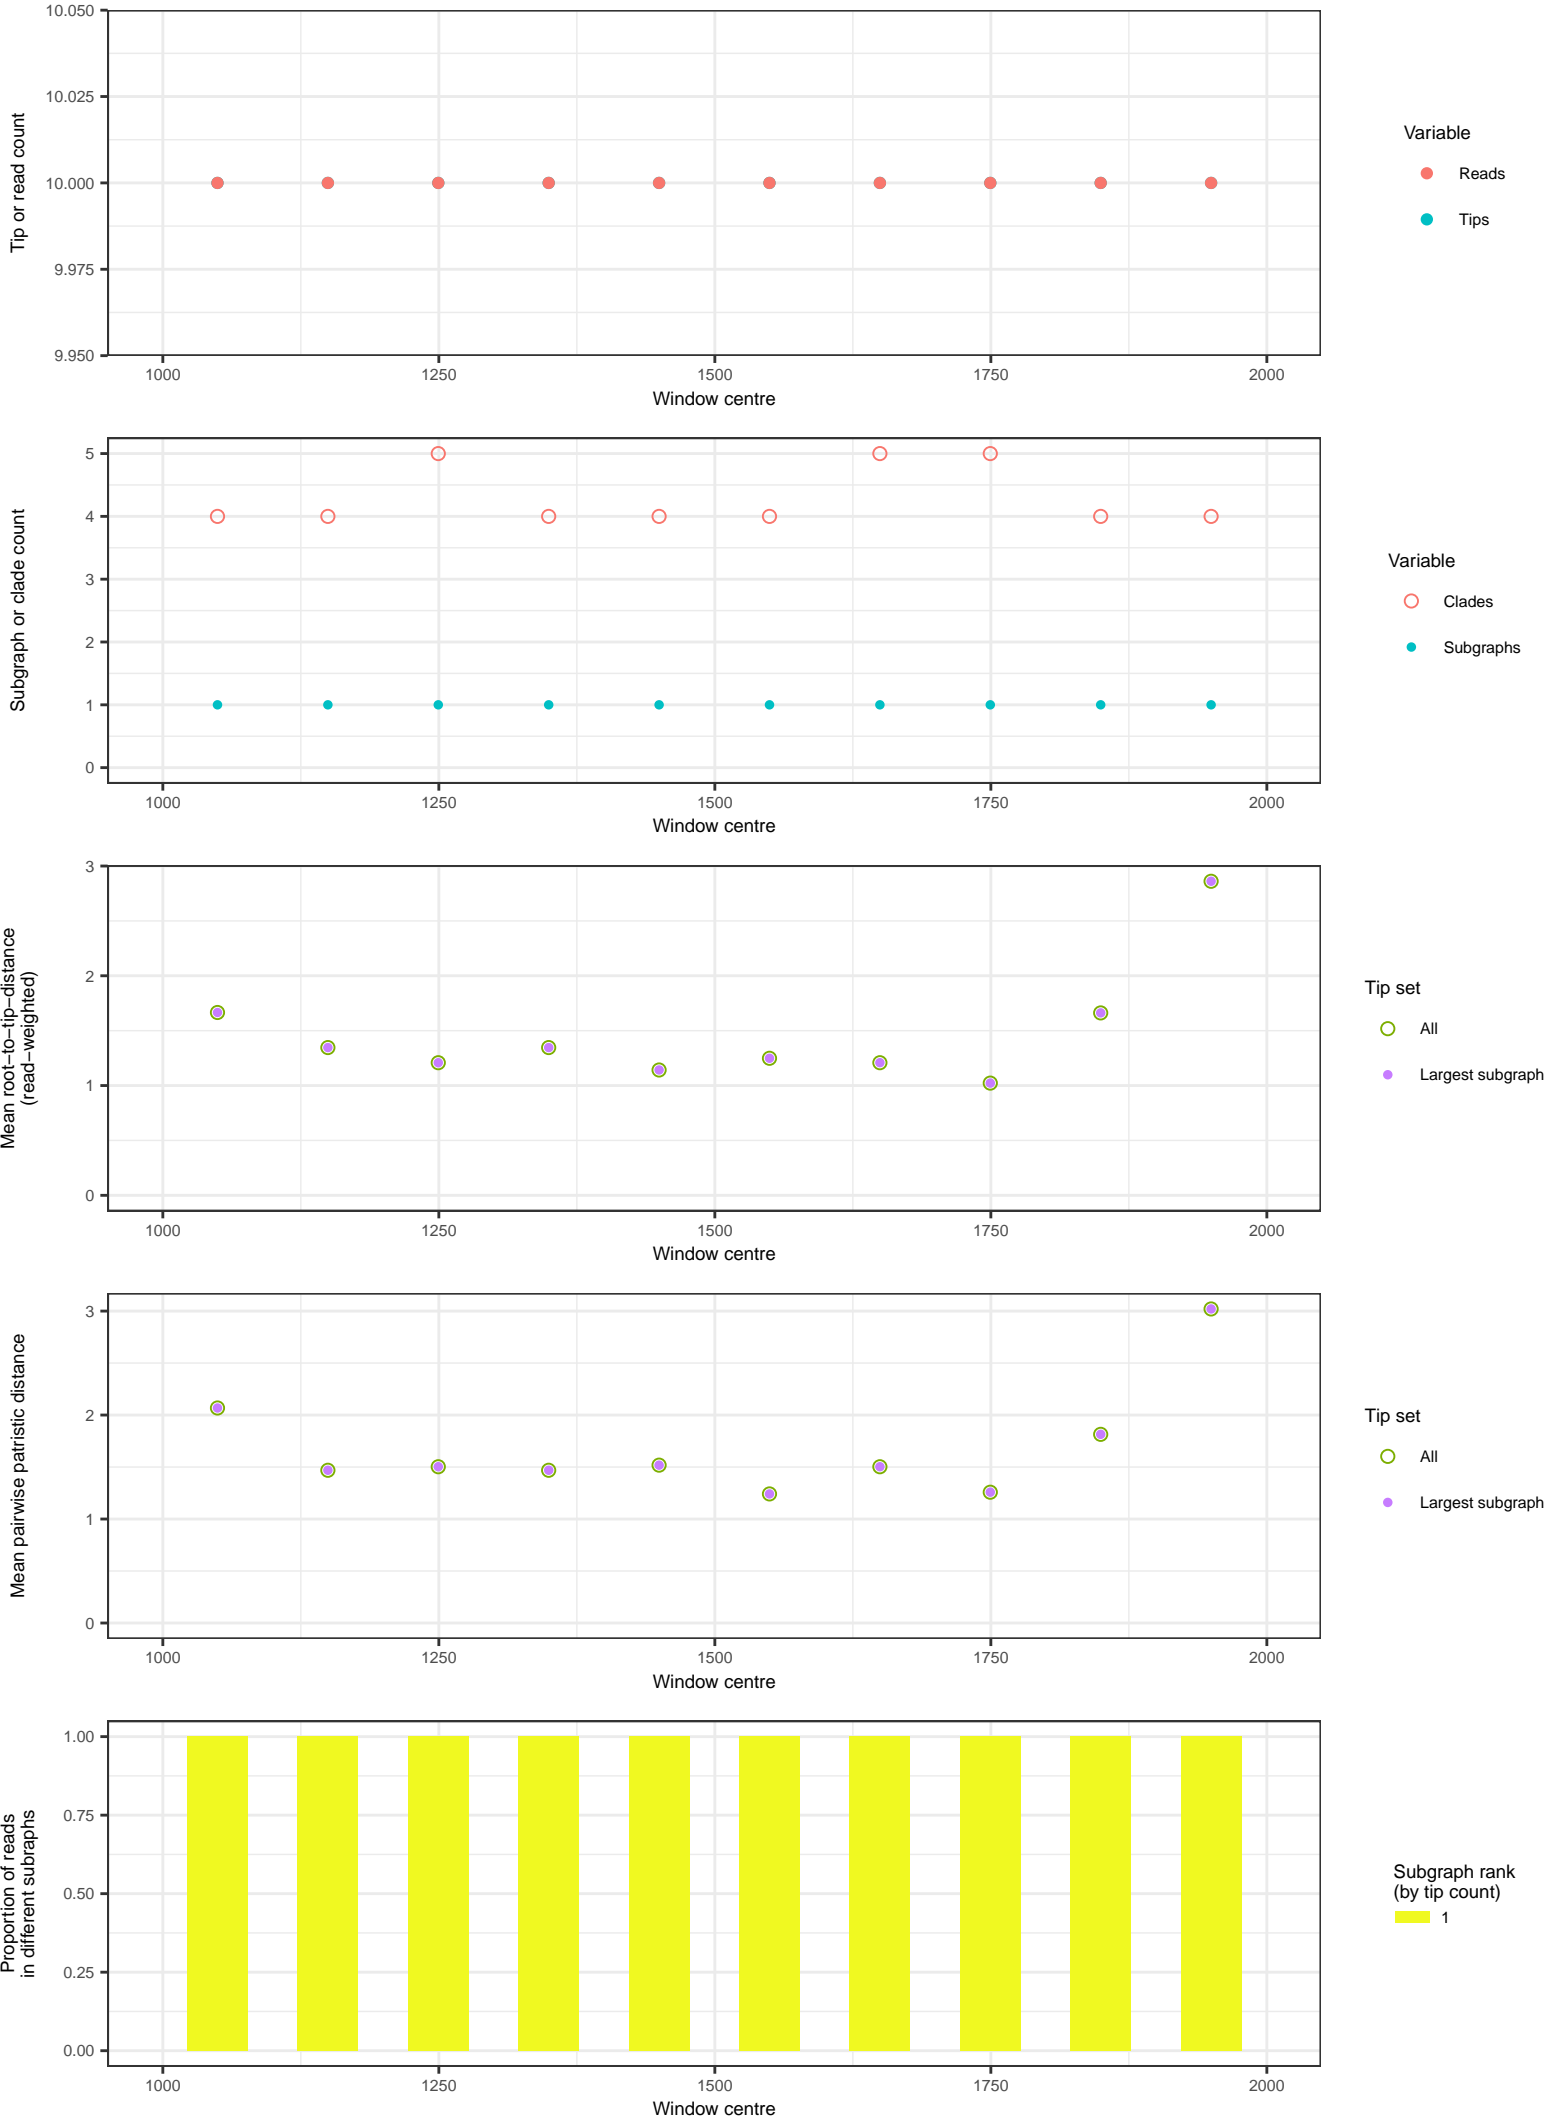 10.050
10.025
10.000
9.975
9.950
Tip or read count
1000 1250 1500 1750 2000
Window centre
Variable
Reads
Tips
5
4
3
2
1
0
Subgraph or clade count
1000 1250 1500 1750 2000
Window centre
Variable
Clades
Subgraphs
3
2
1
0
Mean root−to−tip−distance
(read−weighted)
1000 1250 1500 1750 2000
Window centre
Tip set
All
Largest subgraph
3
2
1
0
Mean pairwise patristic distance
1000 1250 1500 1750 2000
Window centre
Tip set
All
Largest subgraph
1.00
0.75
0.50
0.25
0.00
Proportion of reads
in different subraphs
1000 1250 1500 1750 2000
Window centre
Subgraph rank
(by tip count)
1